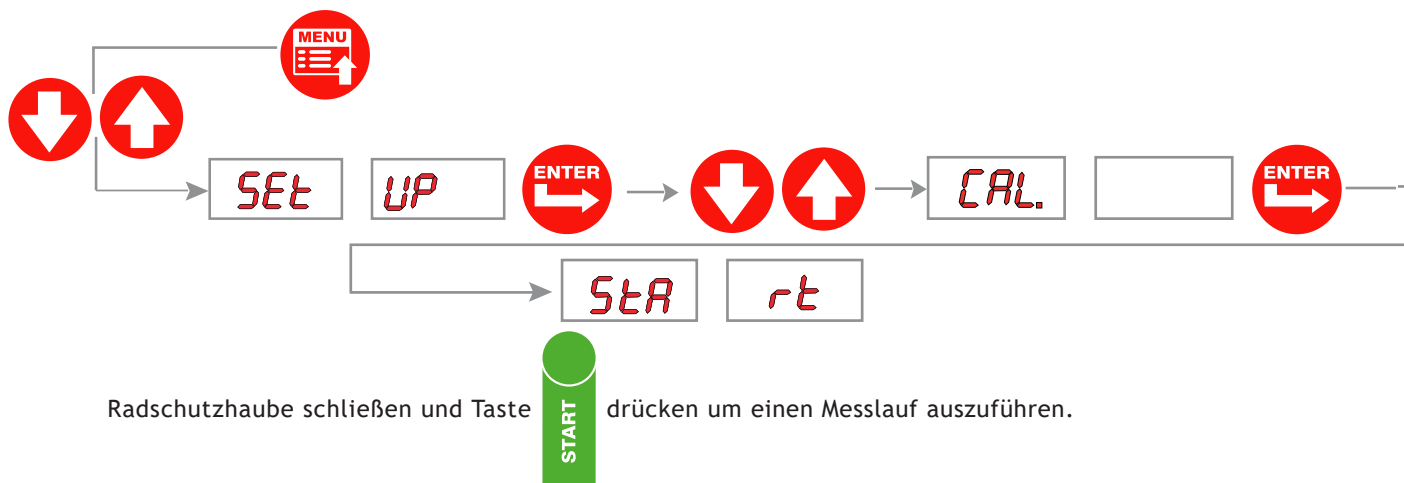 MENU
SEt UP ENTER CAL. ENTER
StA rt
Radschutzhaube schließen und Taste START drücken um einen Messlauf auszuführen.